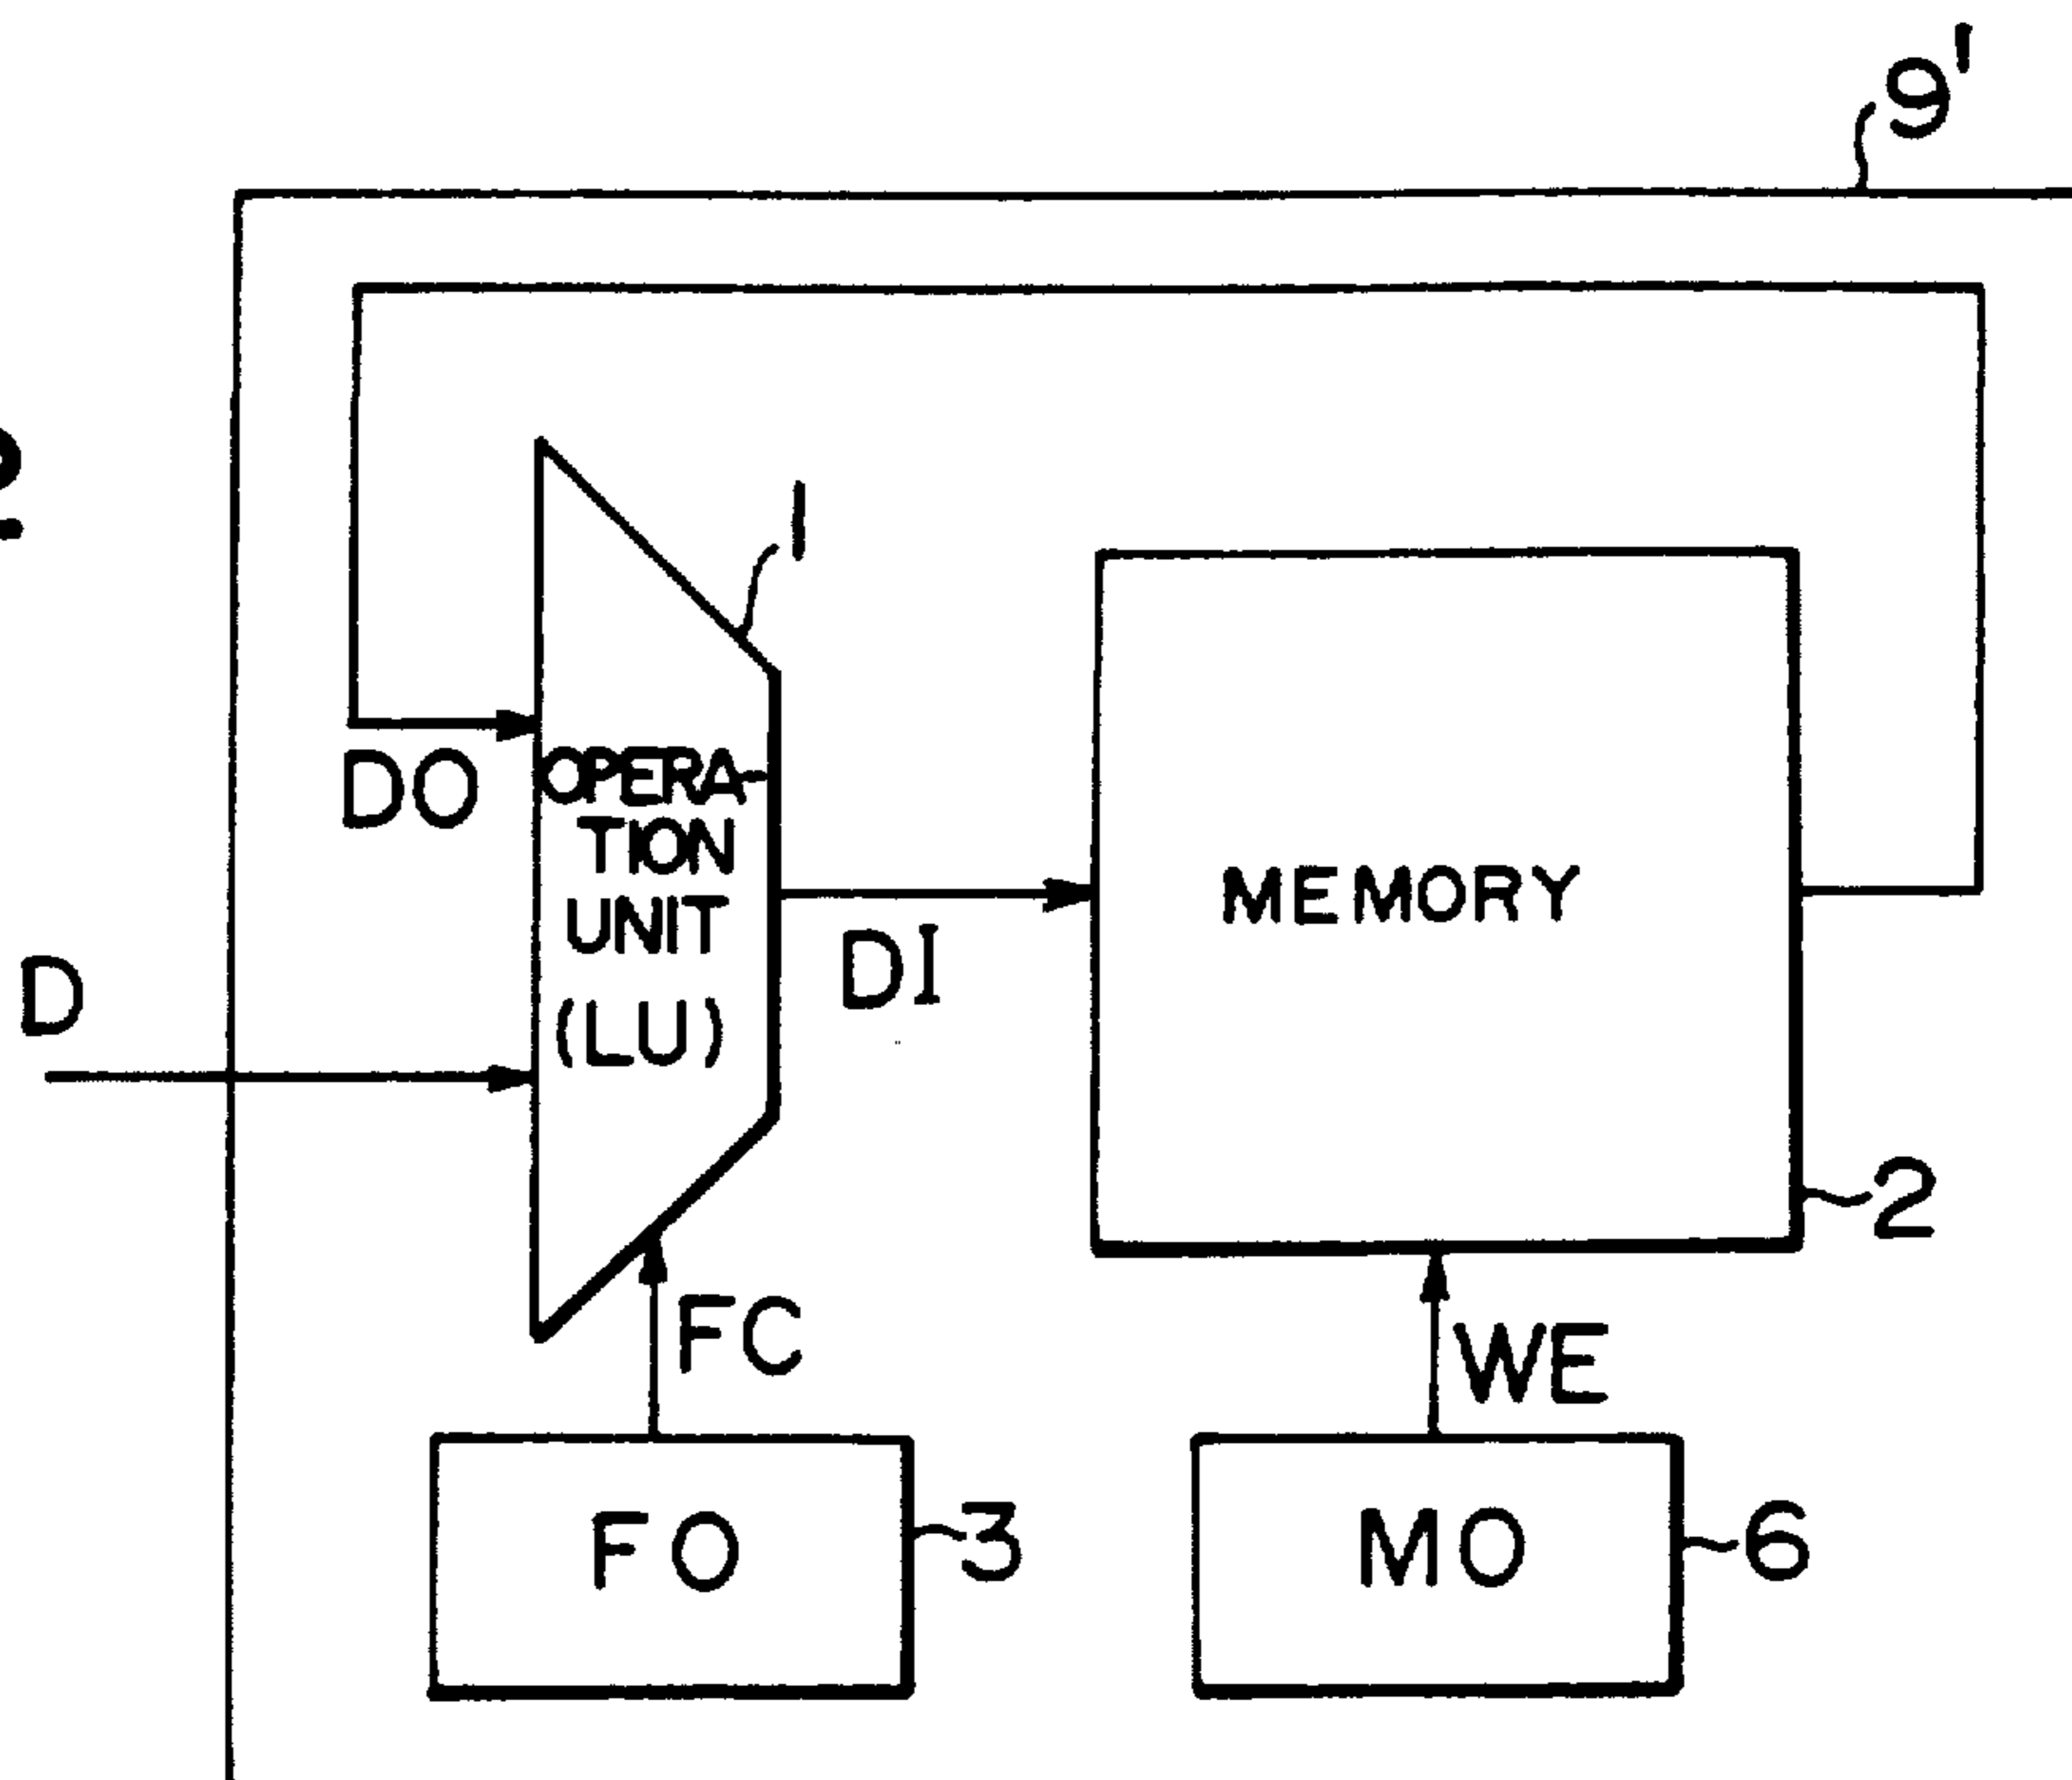 9'
1
DO
OPERA-
TION
UNIT
(LU)
MEMORY
DI
D
2
FC
WE
FO
3
MO
6